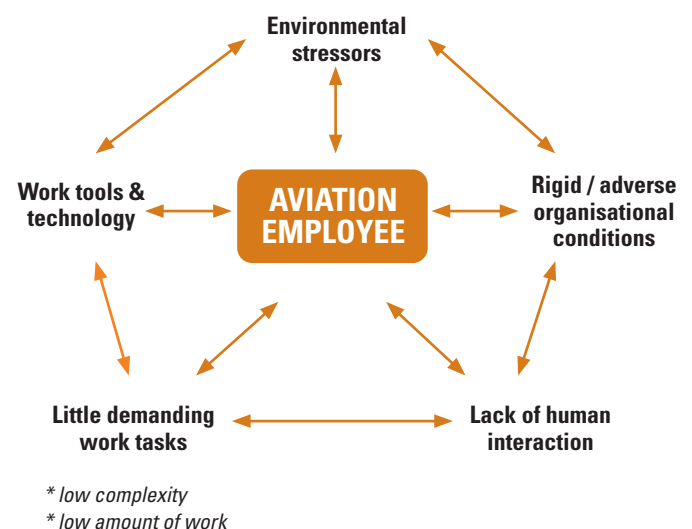 Environmental
stressors
Work tools &
technology
AVIATION
EMPLOYEE
Rigid / adverse
organisational
conditions
Little demanding
work tasks
Lack of human
interaction
* low complexity
* low amount of work